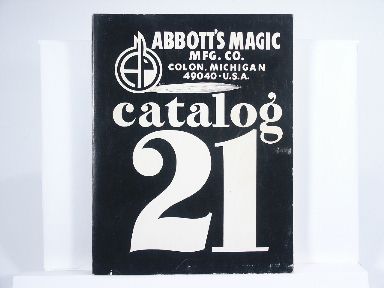 ABBOTT'S MAGIC
MFG. CO.
COLON, MICHIGAN
49040 · U.S.A.
catalog
21